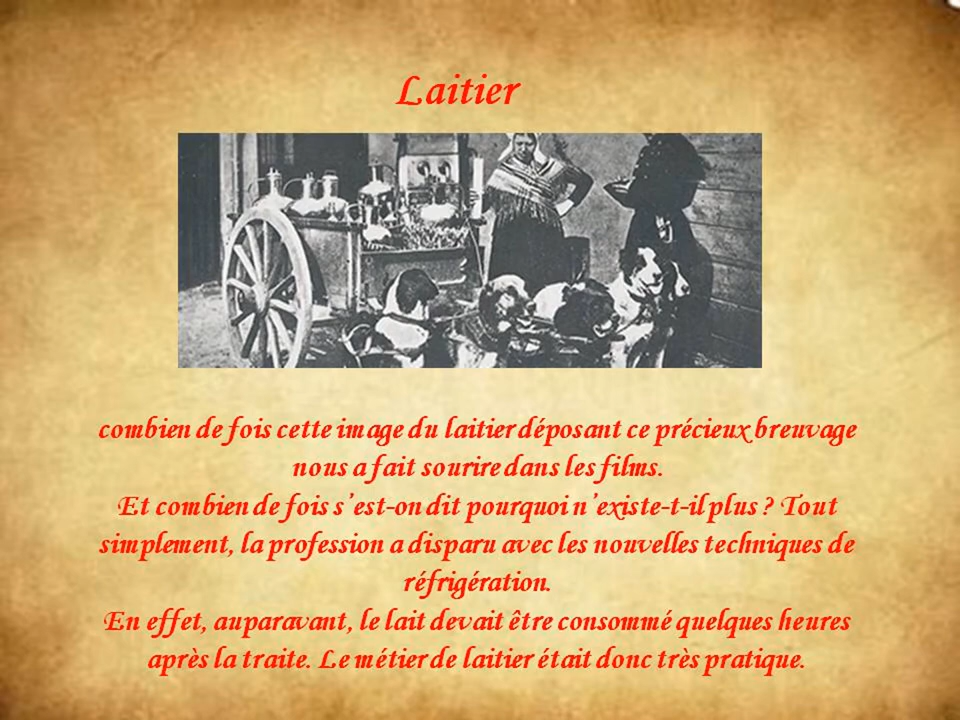 Laitier
combien de fois cette image du laitier déposant ce précieux breuvage
nous a fait sourire dans les films.
Et combien de fois s’est-on dit pourquoi n’existe-t-il plus ? Tout
simplement, la profession a disparu avec les nouvelles techniques de
réfrigération.
En effet, auparavant, le lait devait être consommé quelques heures
après la traite. Le métier de laitier était donc très pratique.